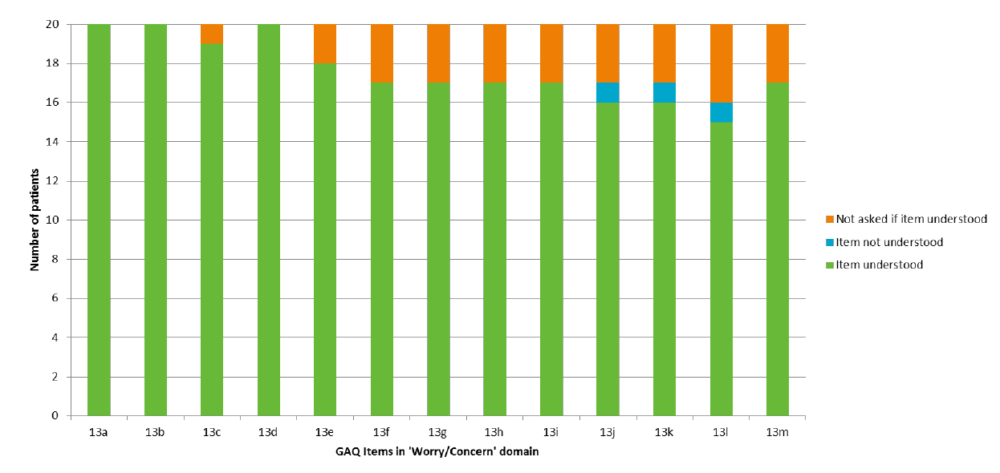 20
18
16
14
12
10
8
6
4
2
0
Number of patients
13a 13b 13c 13d 13e 13f 13g 13h 13i 13j 13k 13l 13m
GAQ Items in 'Worry/Concern' domain
Not asked if item understood
Item not understood
Item understood